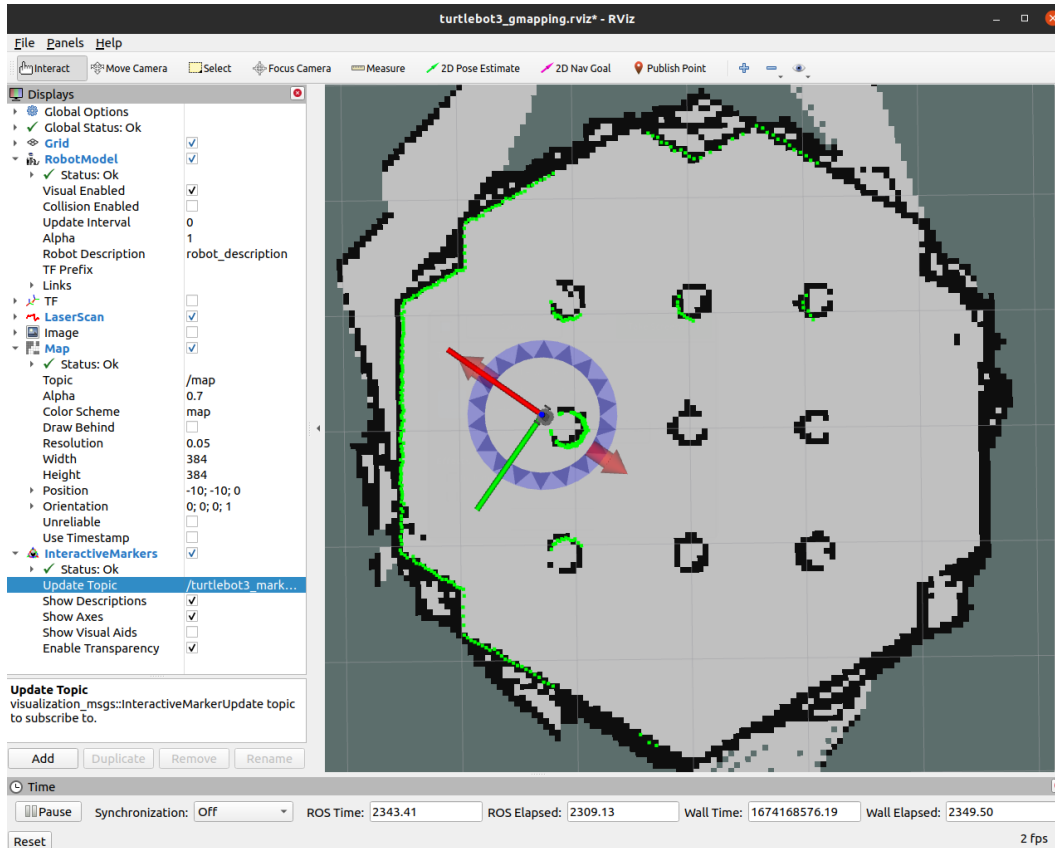 turtlebot3_gmapping.rviz* - RViz
File Panels Help
Interact Move Camera Select Focus Camera Measure 2D Pose Estimate 2D Nav Goal Publish Point
Displays
Global Options
Global Status: Ok
Grid
RobotModel
Status: Ok
Visual Enabled
Collision Enabled
Update Interval 0
Alpha 1
Robot Description robot_description
TF Prefix
Links
TF
LaserScan
Image
Map
Status: Ok
Topic /map
Alpha 0.7
Color Scheme map
Draw Behind
Resolution 0.05
Width 384
Height 384
Position -10; -10; 0
Orientation 0; 0; 0; 1
Unreliable
Use Timestamp
InteractiveMarkers
Status: Ok
Update Topic /turtlebot3_mark...
Show Descriptions
Show Axes
Show Visual Aids
Enable Transparency
Update Topic
visualization_msgs::InteractiveMarkerUpdate topic
to subscribe to.
Add Duplicate Remove Rename
Time
Pause Synchronization: Off ROS Time: 2343.41 ROS Elapsed: 2309.13 Wall Time: 1674168576.19 Wall Elapsed: 2349.50
Reset 2 fps